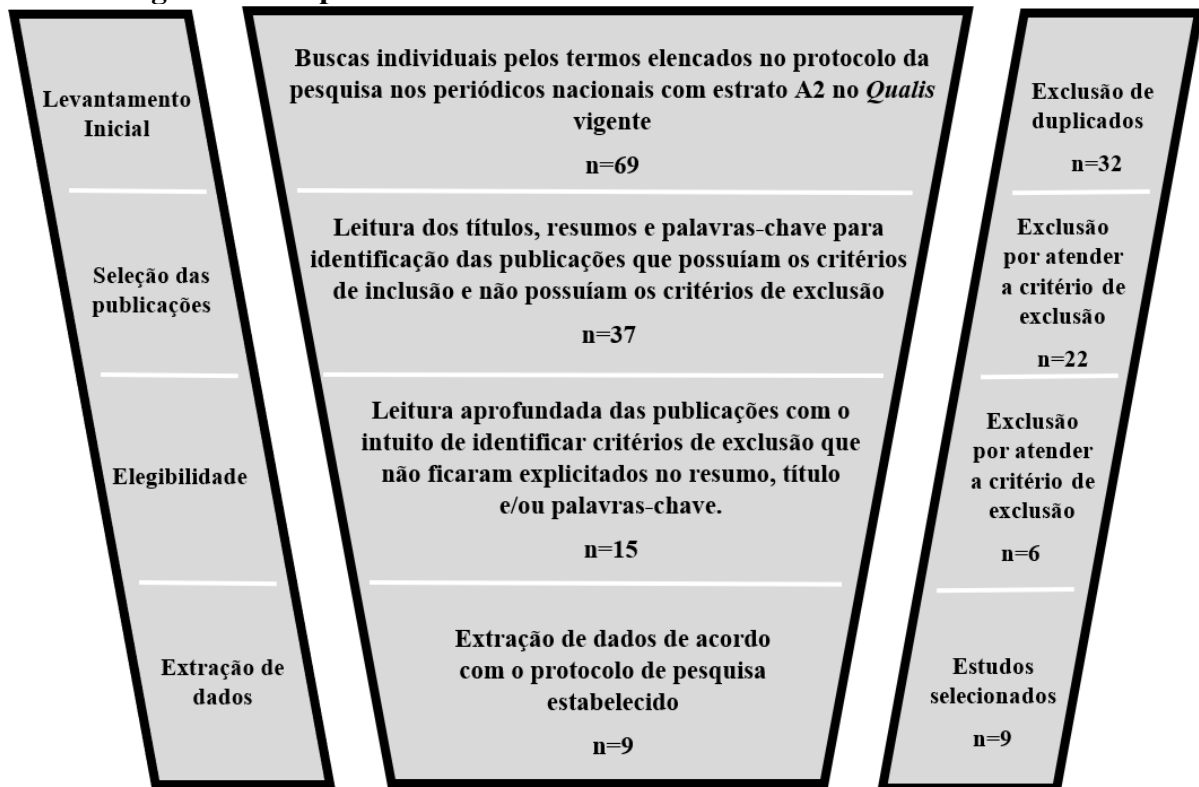 Levantamento
Inicial
Buscas individuais pelos termos elencados no protocolo da
pesquisa nos periódicos nacionais com estrato A2 no Qualis
vigente
n=69
Exclusão de
duplicados
n=32
Seleção das
publicações
Leitura dos títulos, resumos e palavras-chave para
identificação das publicações que possuíam os critérios
de inclusão e não possuíam os critérios de exclusão
n=37
Exclusão
por atender
a critério de
exclusão
n=22
Elegibilidade
Leitura aprofundada das publicações com o
intuito de identificar critérios de exclusão que
não ficaram explicitados no resumo, título
e/ou palavras-chave.
n=15
Exclusão
por atender
a critério de
exclusão
n=6
Extração de
dados
Extração de dados de acordo
com o protocolo de pesquisa
estabelecido
n=9
Estudos
selecionados
n=9